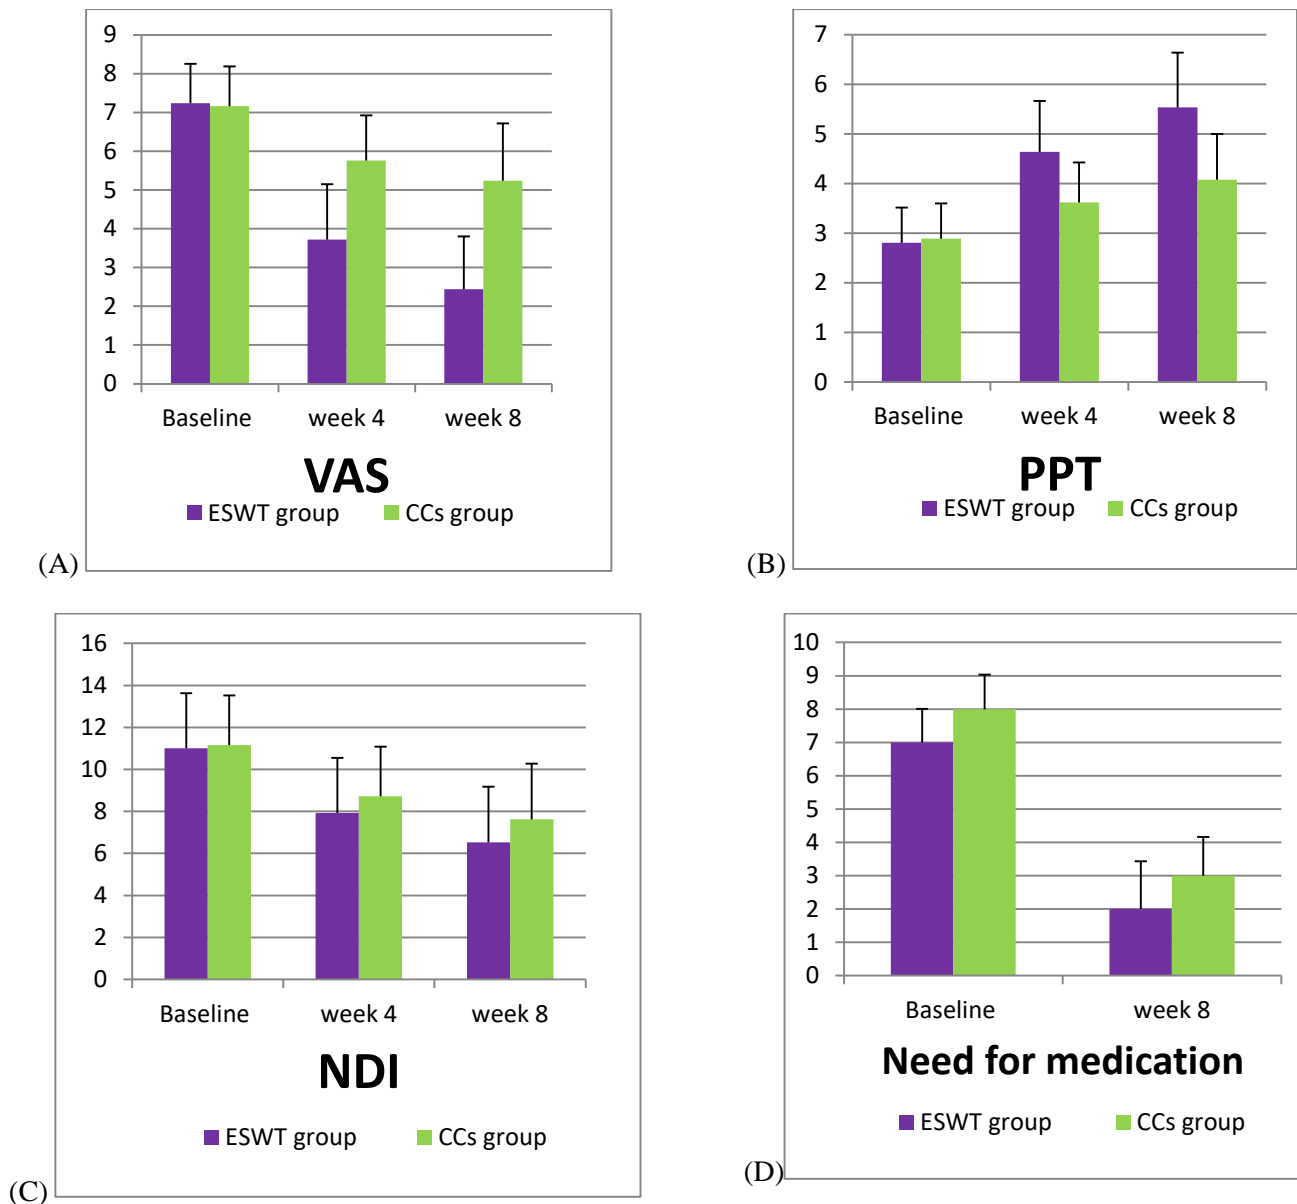 9
8
7
6
5
4
3
2
1
0
Baseline week 4 week 8
VAS
ESWT group CCs group
(A)
7
6
5
4
3
2
1
0
Baseline week 4 week 8
PPT
ESWT group CCs group
(B)
16
14
12
10
8
6
4
2
0
Baseline week 4 week 8
NDI
ESWT group CCs group
(C)
10
9
8
7
6
5
4
3
2
1
0
Baseline week 8
Need for medication
ESWT group CCs group
(D)